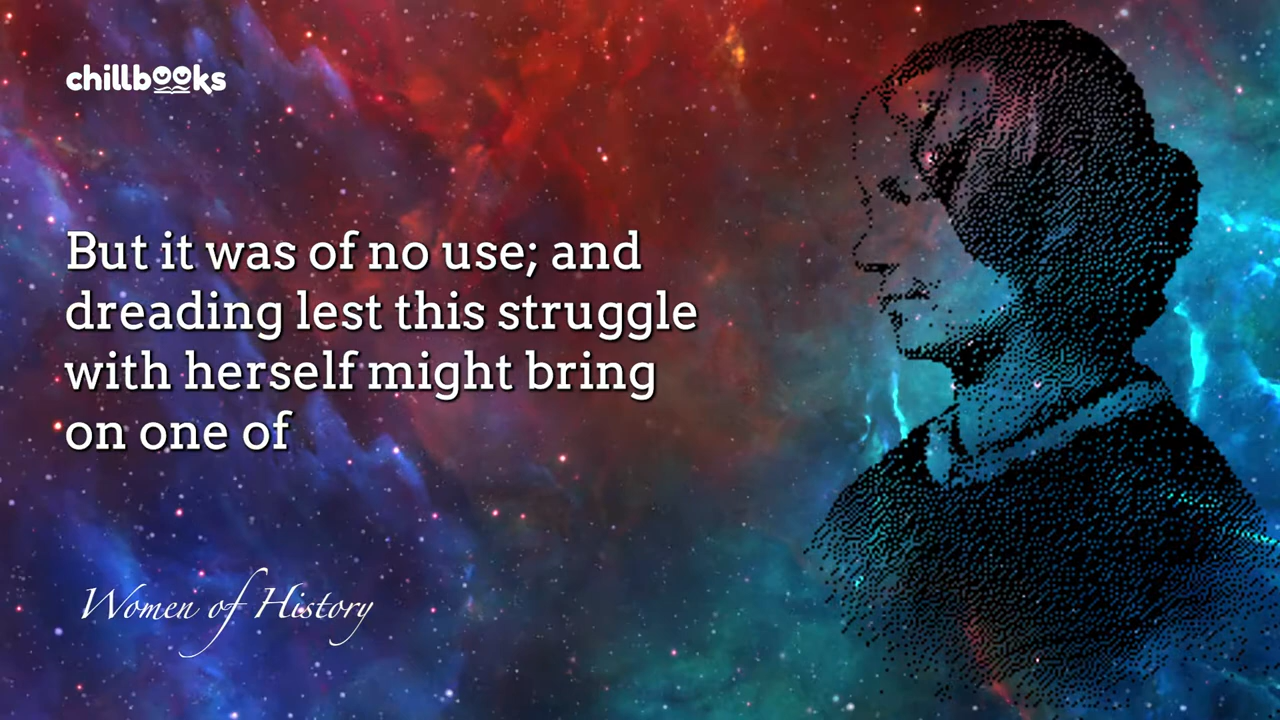 chillbooks
But it was of no use; and
dreading lest this struggle
with herself might bring
on one of
Women of History